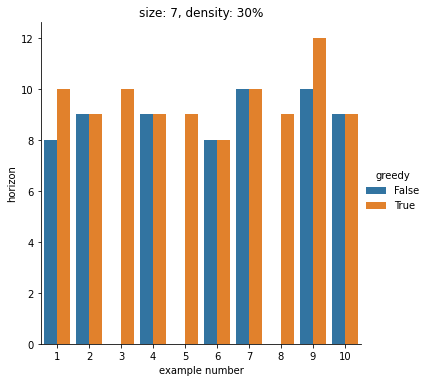 size: 7, density: 30%
12
10
8
6
4
2
0
horizon
1 2 3 4 5 6 7 8 9 10
example number
greedy
False
True